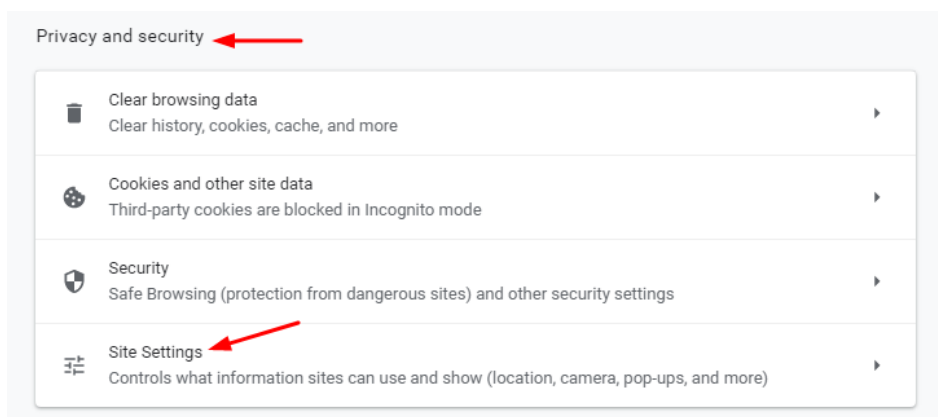 Privacy and security
Clear browsing data
Clear history, cookies, cache, and more
Cookies and other site data
Third-party cookies are blocked in Incognito mode
Security
Safe Browsing (protection from dangerous sites) and other security settings
Site Settings
Controls what information sites can use and show (location, camera, pop-ups, and more)